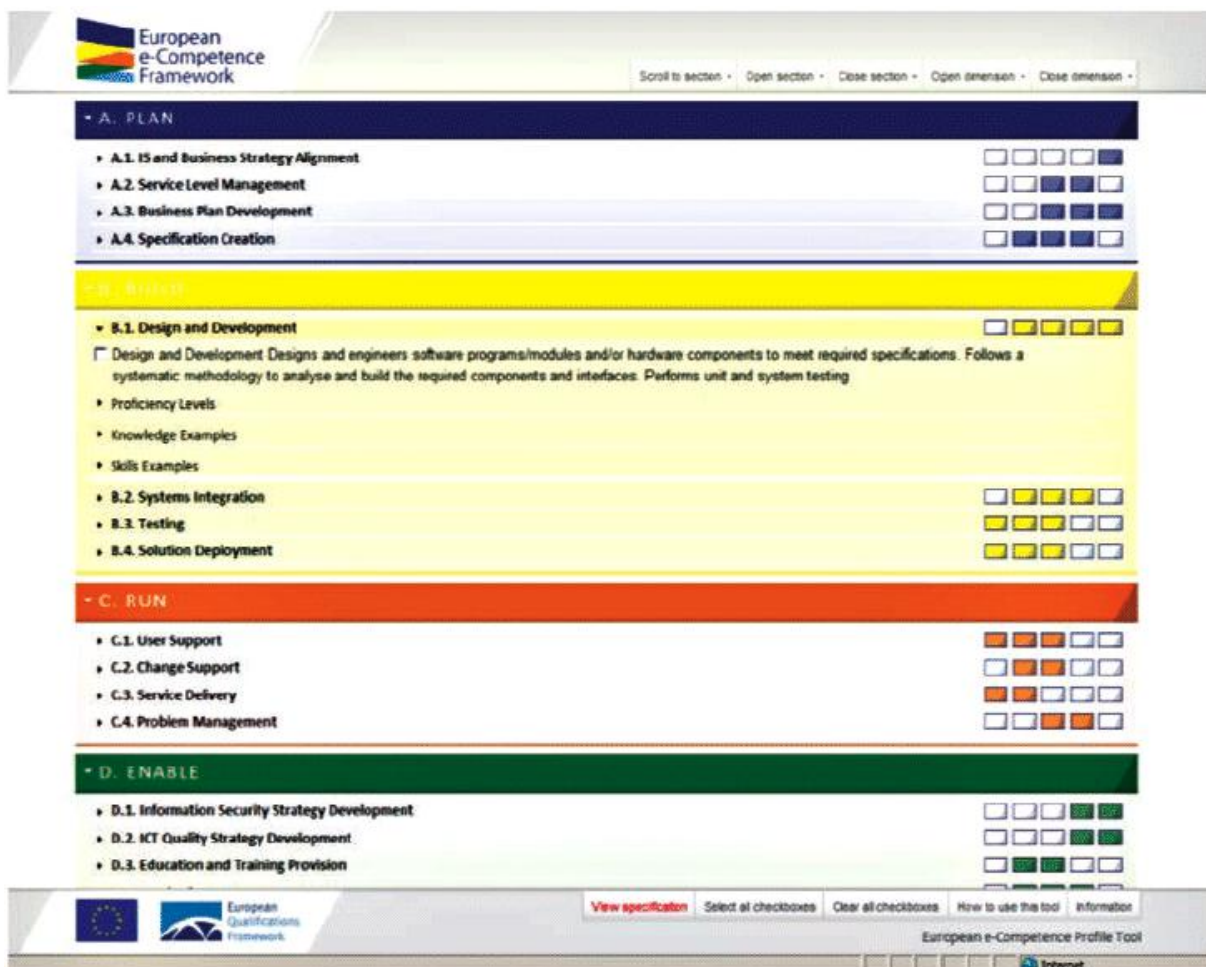 European
e-Competence
Framework
Scroll to section
Open section
Close section
Open dimension
Close dimension
A. PLAN
A.1. IS and Business Strategy Alignment
A.2. Service Level Management
A.3. Business Plan Development
A.4. Specification Creation
B. BUILD
B.1. Design and Development
Design and Development Designs and engineers software programs/modules and/or hardware components to meet required specifications. Follows a
systematic methodology to analyse and build the required components and interfaces. Performs unit and system testing
Proficiency Levels
Knowledge Examples
Skills Examples
B.2. Systems Integration
B.3. Testing
B.4. Solution Deployment
C. RUN
C.1. User Support
C.2. Change Support
C.3. Service Delivery
C.4. Problem Management
D. ENABLE
D.1. Information Security Strategy Development
D.2. ICT Quality Strategy Development
D.3. Education and Training Provision
European
Qualifications
Framework
View specification
Select all checkboxes
Clear all checkboxes
How to use this tool
Information
European e-Competence Profile Tool
Internet